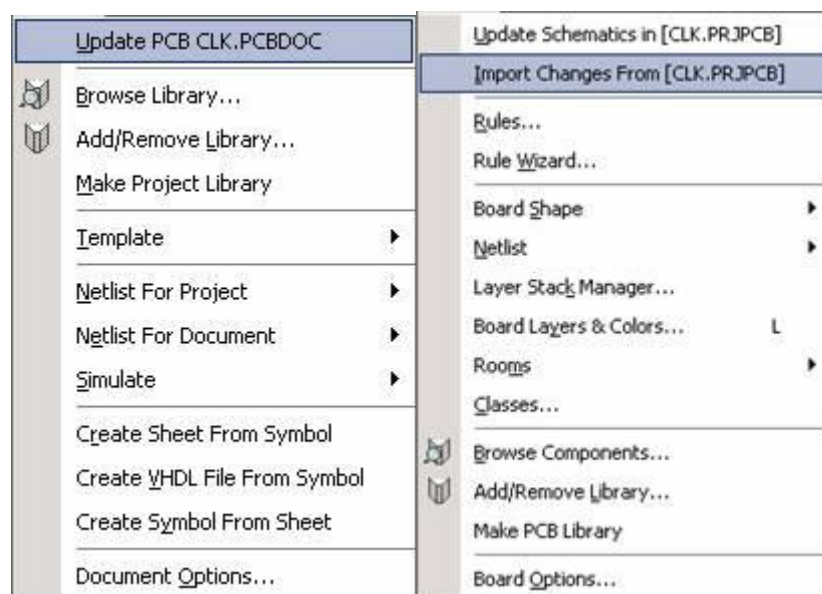 Update PCB CLK.PCBDOC
Browse Library...
Add/Remove Library...
Make Project Library
Template
Netlist For Project
Netlist For Document
Simulate
Create Sheet From Symbol
Create VHDL File From Symbol
Create Symbol From Sheet
Document Options...
Update Schematics in [CLK.PRJPCB]
Import Changes From [CLK.PRJPCB]
Rules...
Rule Wizard...
Board Shape
Netlist
Layer Stack Manager...
Board Layers & Colors... L
Rooms
Classes...
Browse Components...
Add/Remove Library...
Make PCB Library
Board Options...